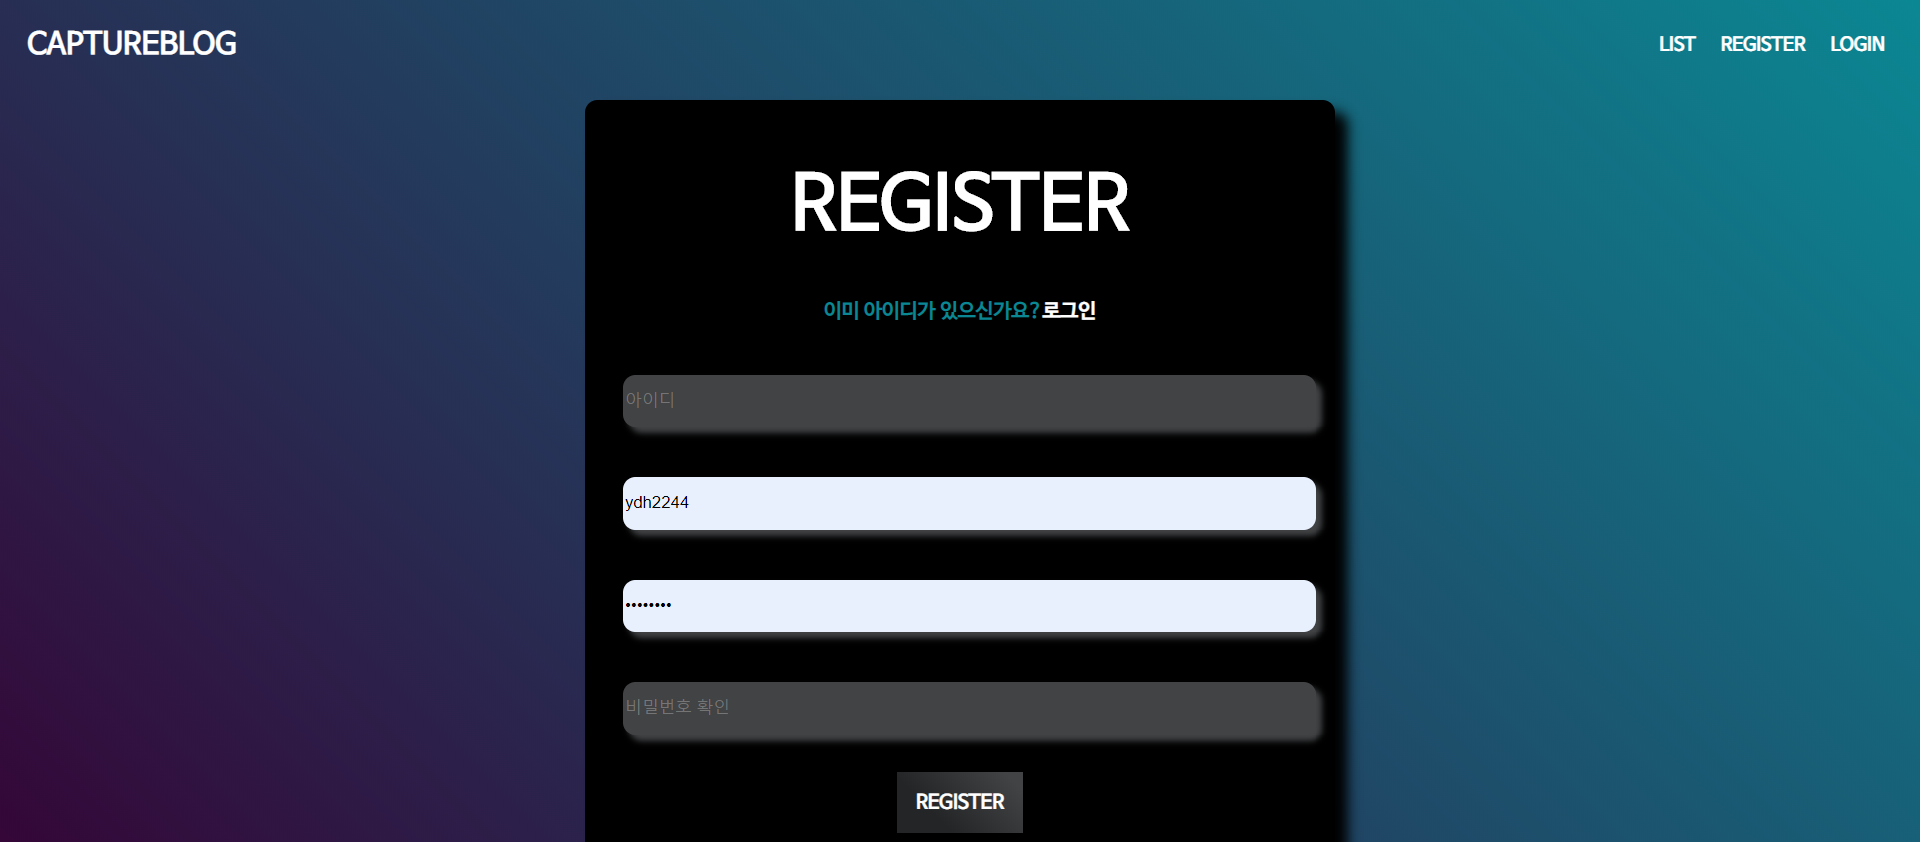 CAPTUREBLOG
LIST REGISTER LOGIN
REGISTER
이미 아이디가 있으신가요? 로그인
아이디
ydh2244
••••••••
비밀번호 확인
REGISTER